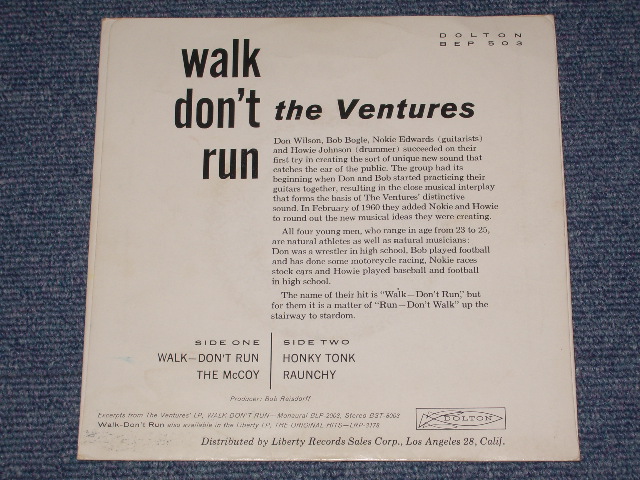 DOLTON
BEP 503
walk
don't
run
the Ventures
Don Wilson, Bob Bogle, Nokie Edwards (guitarists)
and Howie Johnson (drummer) succeeded on their
first try in creating the sort of unique new sound that
catches the ear of the public. The group had its
beginning when Don and Bob started practicing their
guitars together, resulting in the close musical interplay
that forms the basis of The Ventures' distinctive
sound. In February of 1960 they added Nokie and Howie
to round out the new musical ideas they were creating.
All four young men, who range in age from 23 to 25,
are natural athletes as well as natural musicians:
Don was a wrestler in high school, Bob played football
and has done some motorcycle racing, Nokie races
stock cars and Howie played baseball and football
in high school.
The name of their hit is "Walk—Don't Run," but
for them it is a matter of "Run—Don't Walk" up the
stairway to stardom.
SIDE ONE
WALK—DON'T RUN
THE McCOY
SIDE TWO
HONKY TONK
RAUNCHY
Producer: Bob Reisdorff
Excerpts from The Ventures' LP, WALK DON'T RUN—Monaural BLP 2003, Stereo BST 8003
Walk-Don't Run also available in the Liberty LP, THE ORIGINAL HITS—LRP-3178
DOLTON
Distributed by Liberty Records Sales Corp., Los Angeles 28, Calif.